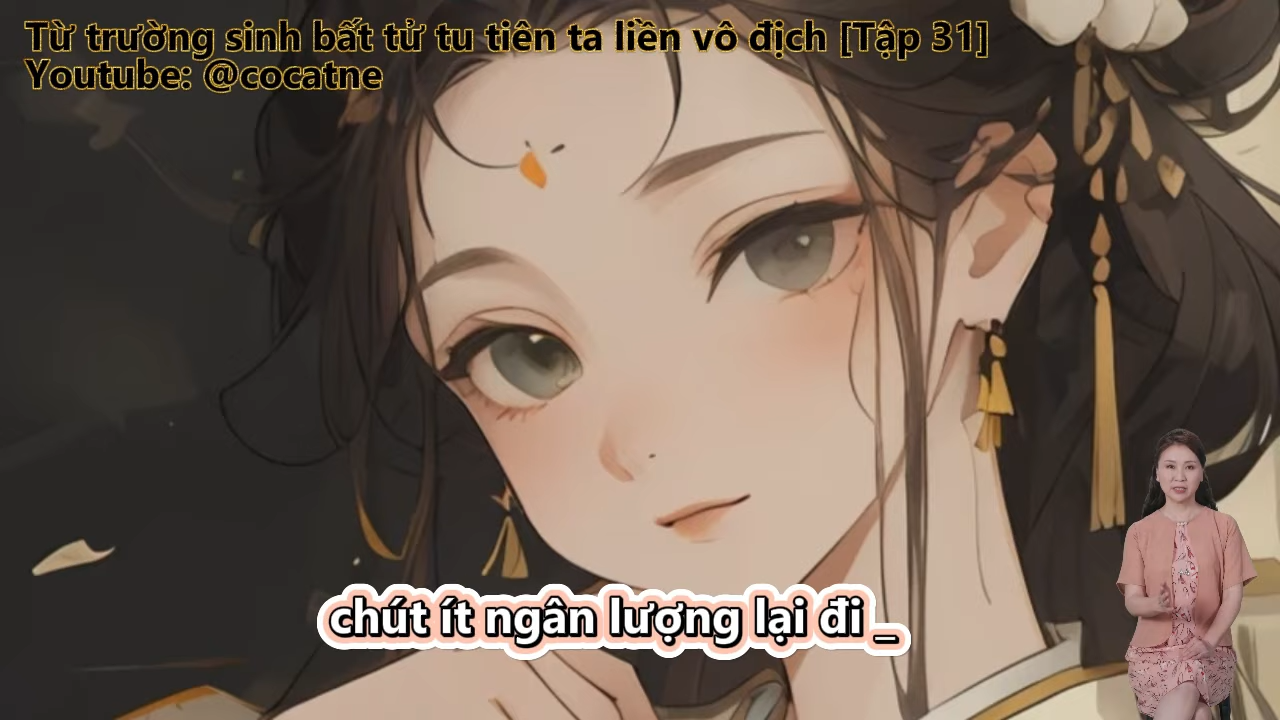 Từ trường sinh bất tử tu tiên ta liền vô địch [Tập 31]
Youtube: @cocatne
chút ít ngân lượng lại đi _